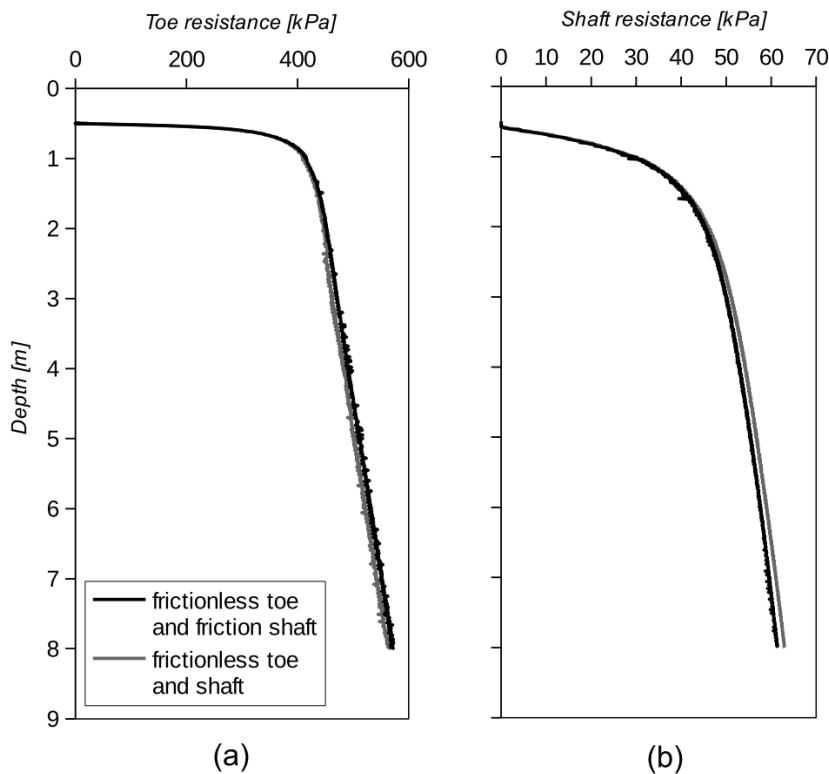 Toe resistance [kPa]
0 200 400 600
Depth [m]
0
1
2
3
4
5
6
7
8
9
frictionless toe
and friction shaft
frictionless toe
and shaft
(a)
Shaft resistance [kPa]
0 10 20 30 40 50 60 70
(b)